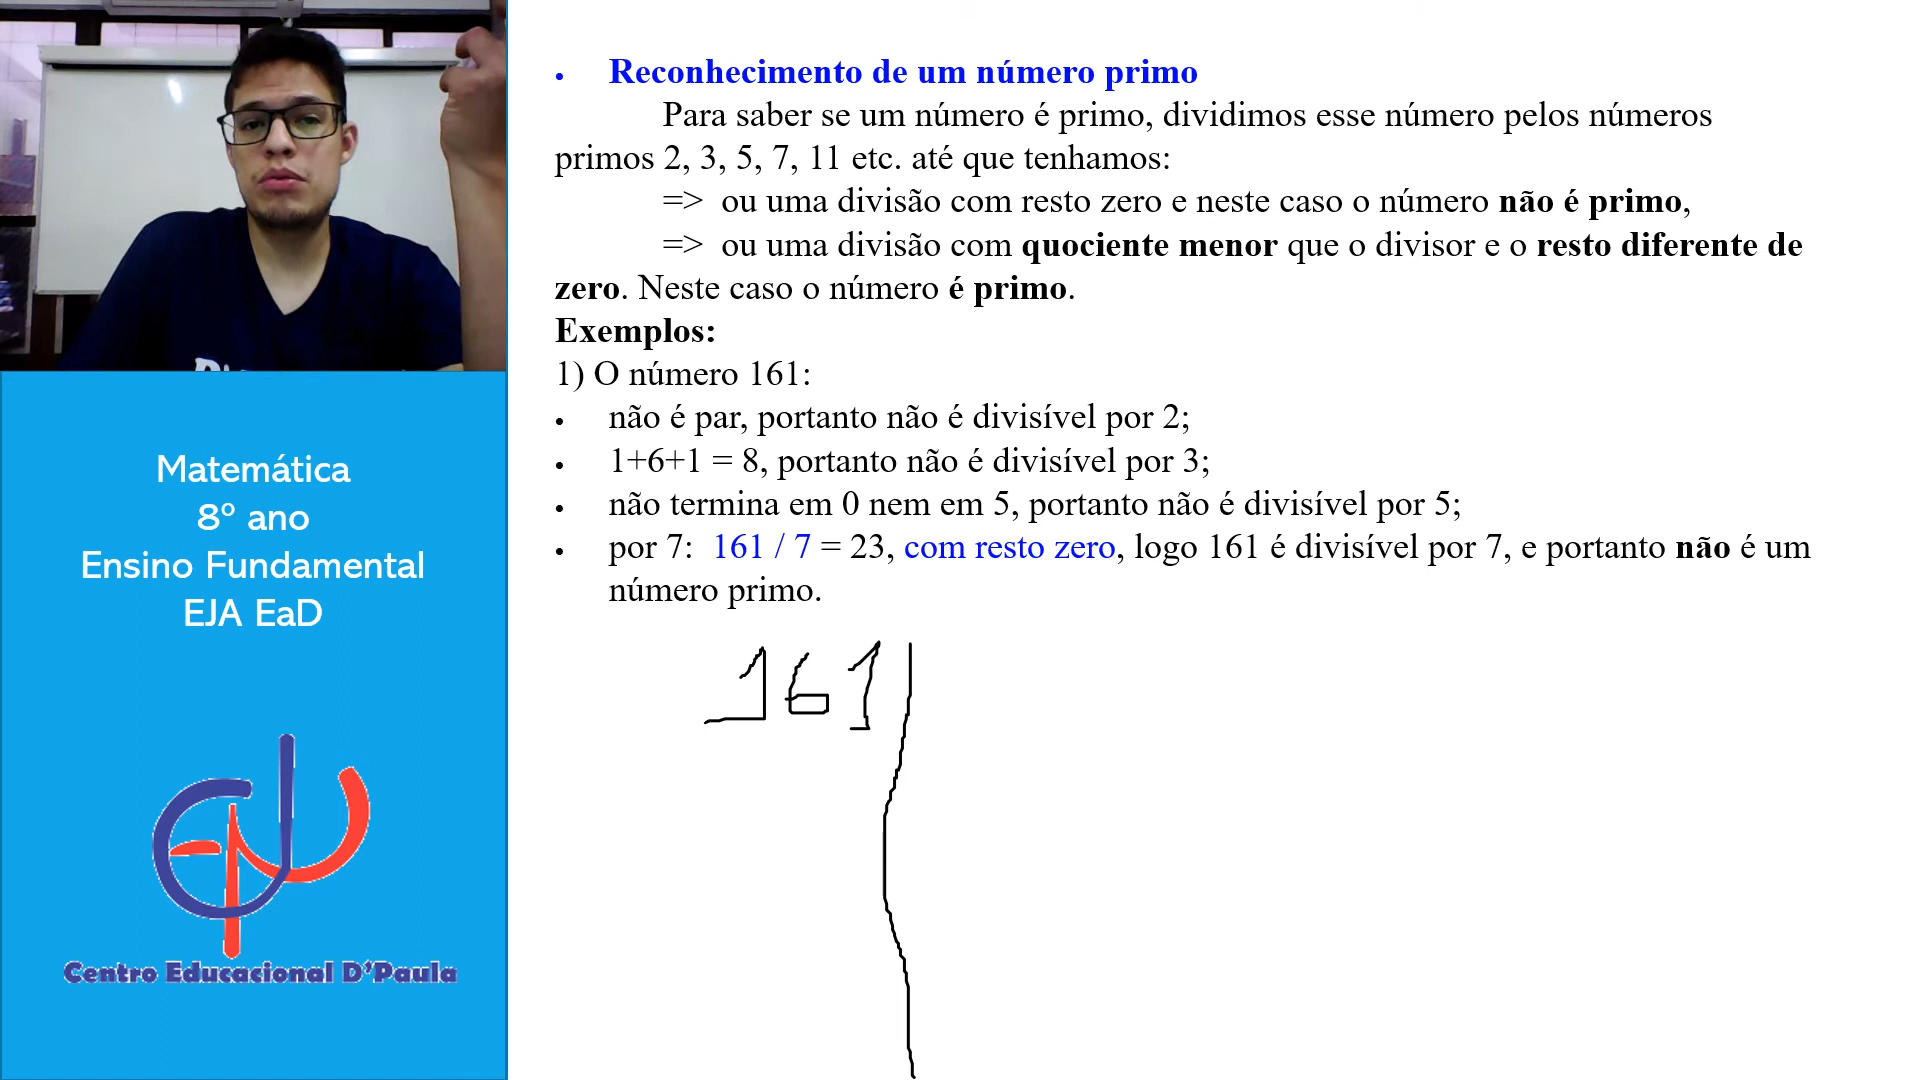 • Reconhecimento de um número primo
Para saber se um número é primo, dividimos esse número pelos números
primos 2, 3, 5, 7, 11 etc. até que tenhamos:
=> ou uma divisão com resto zero e neste caso o número não é primo,
=> ou uma divisão com quociente menor que o divisor e o resto diferente de
zero. Neste caso o número é primo.
Exemplos:
1) O número 161:
• não é par, portanto não é divisível por 2;
• 1+6+1 = 8, portanto não é divisível por 3;
• não termina em 0 nem em 5, portanto não é divisível por 5;
• por 7: 161 / 7 = 23, com resto zero, logo 161 é divisível por 7, e portanto não é um
número primo.
161
Matemática
8º ano
Ensino Fundamental
EJA EaD
Centro Educacional D'Paula